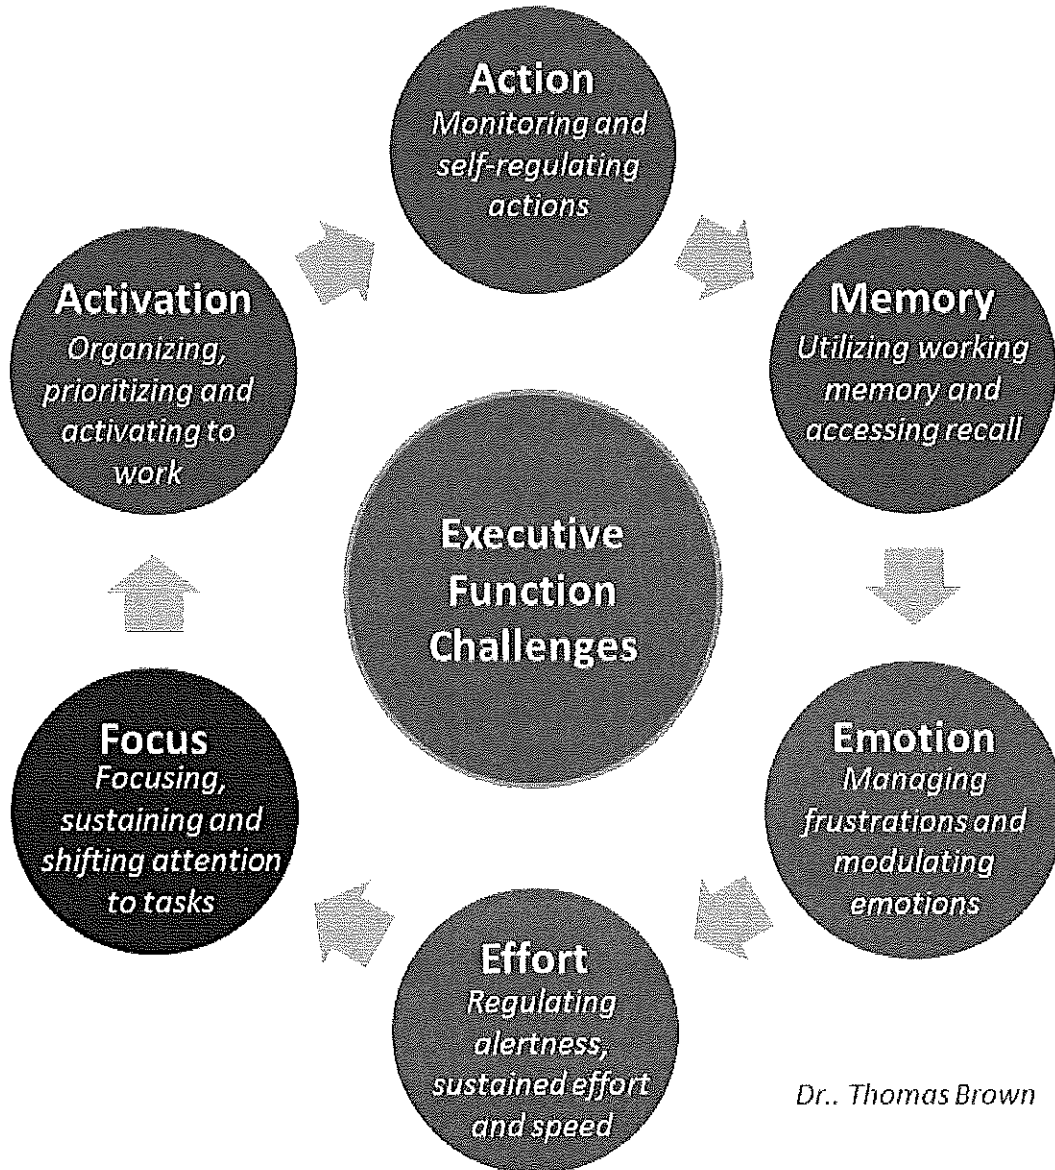 Action
Monitoring and
self-regulating
actions
Memory
Utilizing working
memory and
accessing recall
Emotion
Managing
frustrations and
modulating
emotions
Effort
Regulating
alertness,
sustained effort
and speed
Focus
Focusing,
sustaining and
shifting attention
to tasks
Activation
Organizing,
prioritizing and
activating to
work
Executive
Function
Challenges
Dr.. Thomas Brown